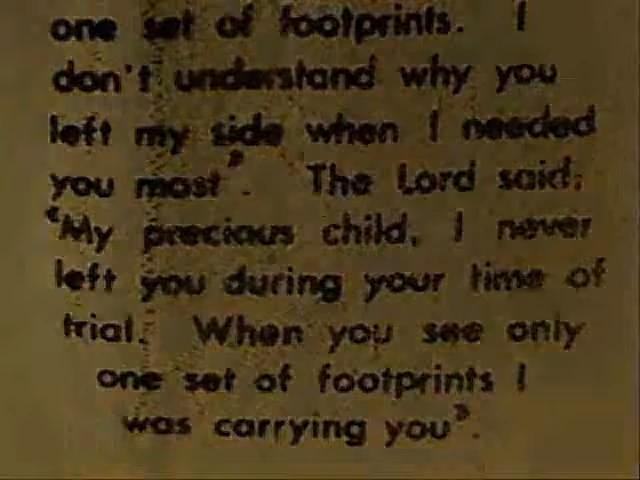 one set of footprints. I
don't understand why you
left my side when I needed
you most". The Lord said:
"My precious child, I never
left you during your time of
trial. When you see only
one set of footprints I
was carrying you".